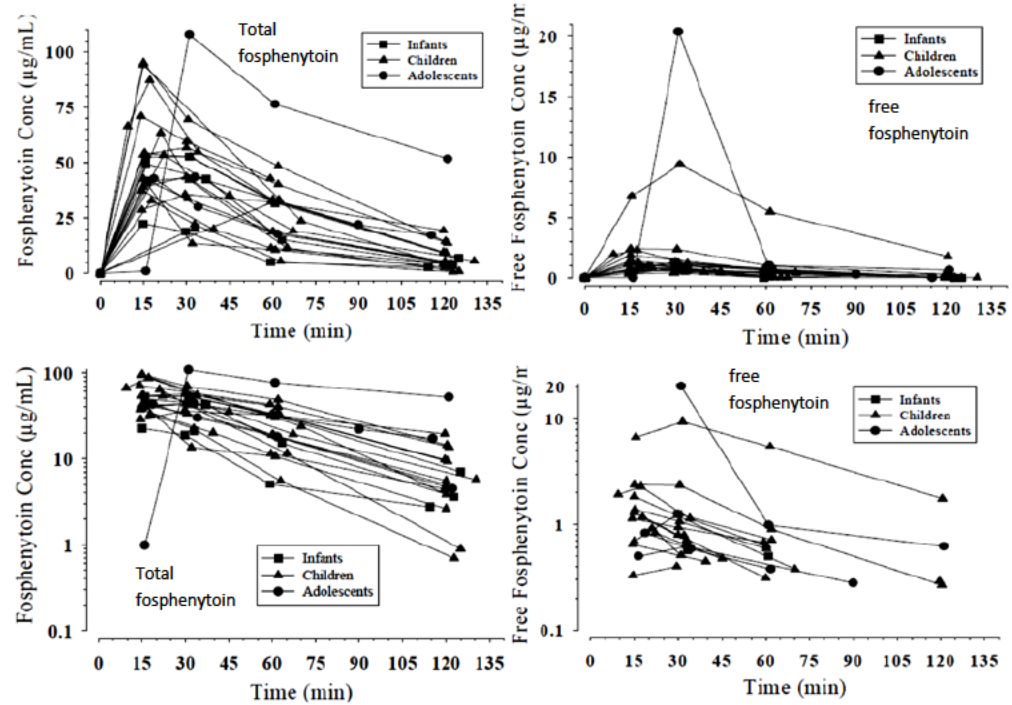 Fosphenytoin Conc (µg/mL)
100
75
50
25
0
Total
fosphenytoin
Infants
Children
Adolescents
0 15 30 45 60 75 90 105 120 135
Time (min)
Free Fosphenytoin Conc (µg/m
20
15
10
5
0
Infants
Children
Adolescents
free
fosphenytoin
0 15 30 45 60 75 90 105 120 135
Time (min)
Fosphenytoin Conc (µg/mL)
100
10
1
0.1
Total
fosphenytoin
Infants
Children
Adolescents
0 15 30 45 60 75 90 105 120 135
Time (min)
Free Fosphenytoin Conc (µg/m
20
10
1
0.1
free
fosphenytoin
Infants
Children
Adolescents
0 15 30 45 60 75 90 105 120 135
Time (min)